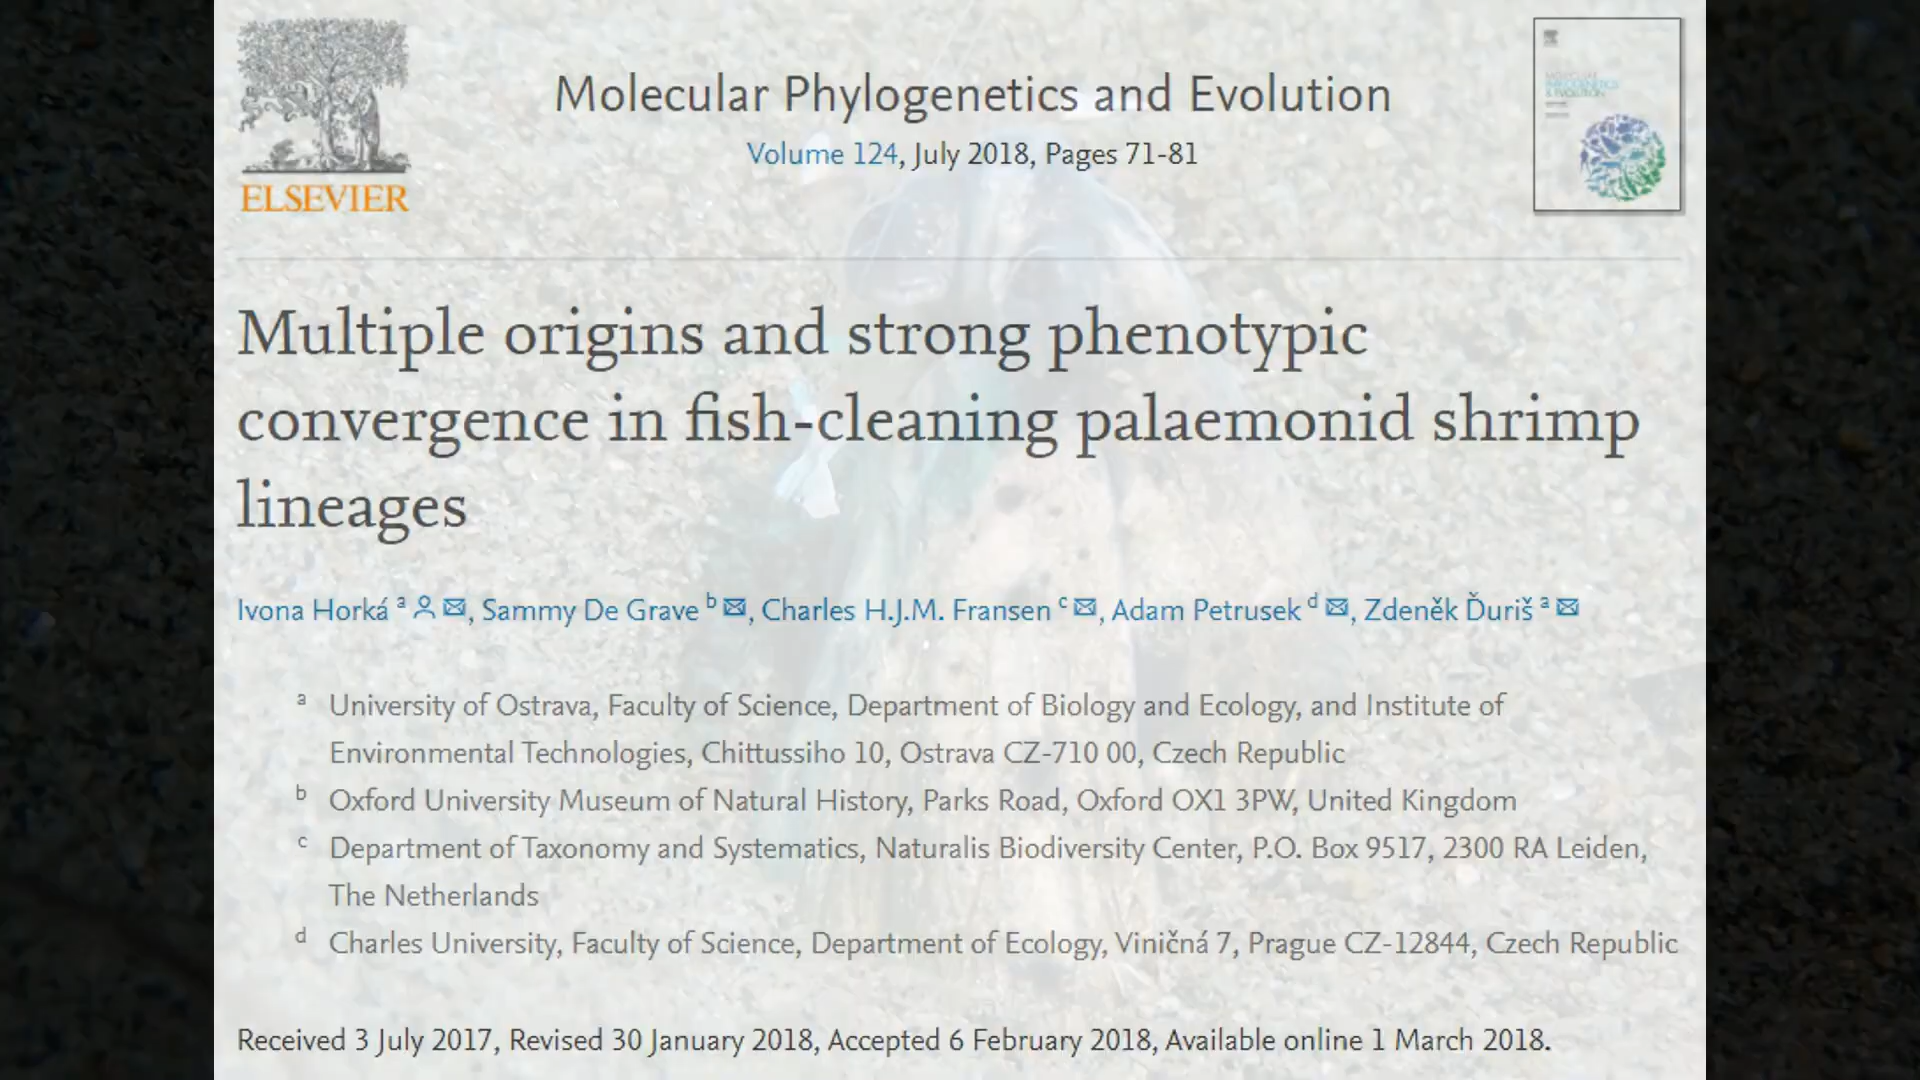 ELSEVIER
Molecular Phylogenetics and Evolution
Volume 124, July 2018, Pages 71-81
MOLECULAR
PHYLOGENETICS
& EVOLUTION
Multiple origins and strong phenotypic
convergence in fish-cleaning palaemonid shrimp
lineages
Ivona Horká a, Sammy De Grave b, Charles H.J.M. Fransen c, Adam Petrusek d, Zdeněk Ďuriš a
a University of Ostrava, Faculty of Science, Department of Biology and Ecology, and Institute of
Environmental Technologies, Chittussiho 10, Ostrava CZ-710 00, Czech Republic
b Oxford University Museum of Natural History, Parks Road, Oxford OX1 3PW, United Kingdom
c Department of Taxonomy and Systematics, Naturalis Biodiversity Center, P.O. Box 9517, 2300 RA Leiden,
The Netherlands
d Charles University, Faculty of Science, Department of Ecology, Viničná 7, Prague CZ-12844, Czech Republic
Received 3 July 2017, Revised 30 January 2018, Accepted 6 February 2018, Available online 1 March 2018.